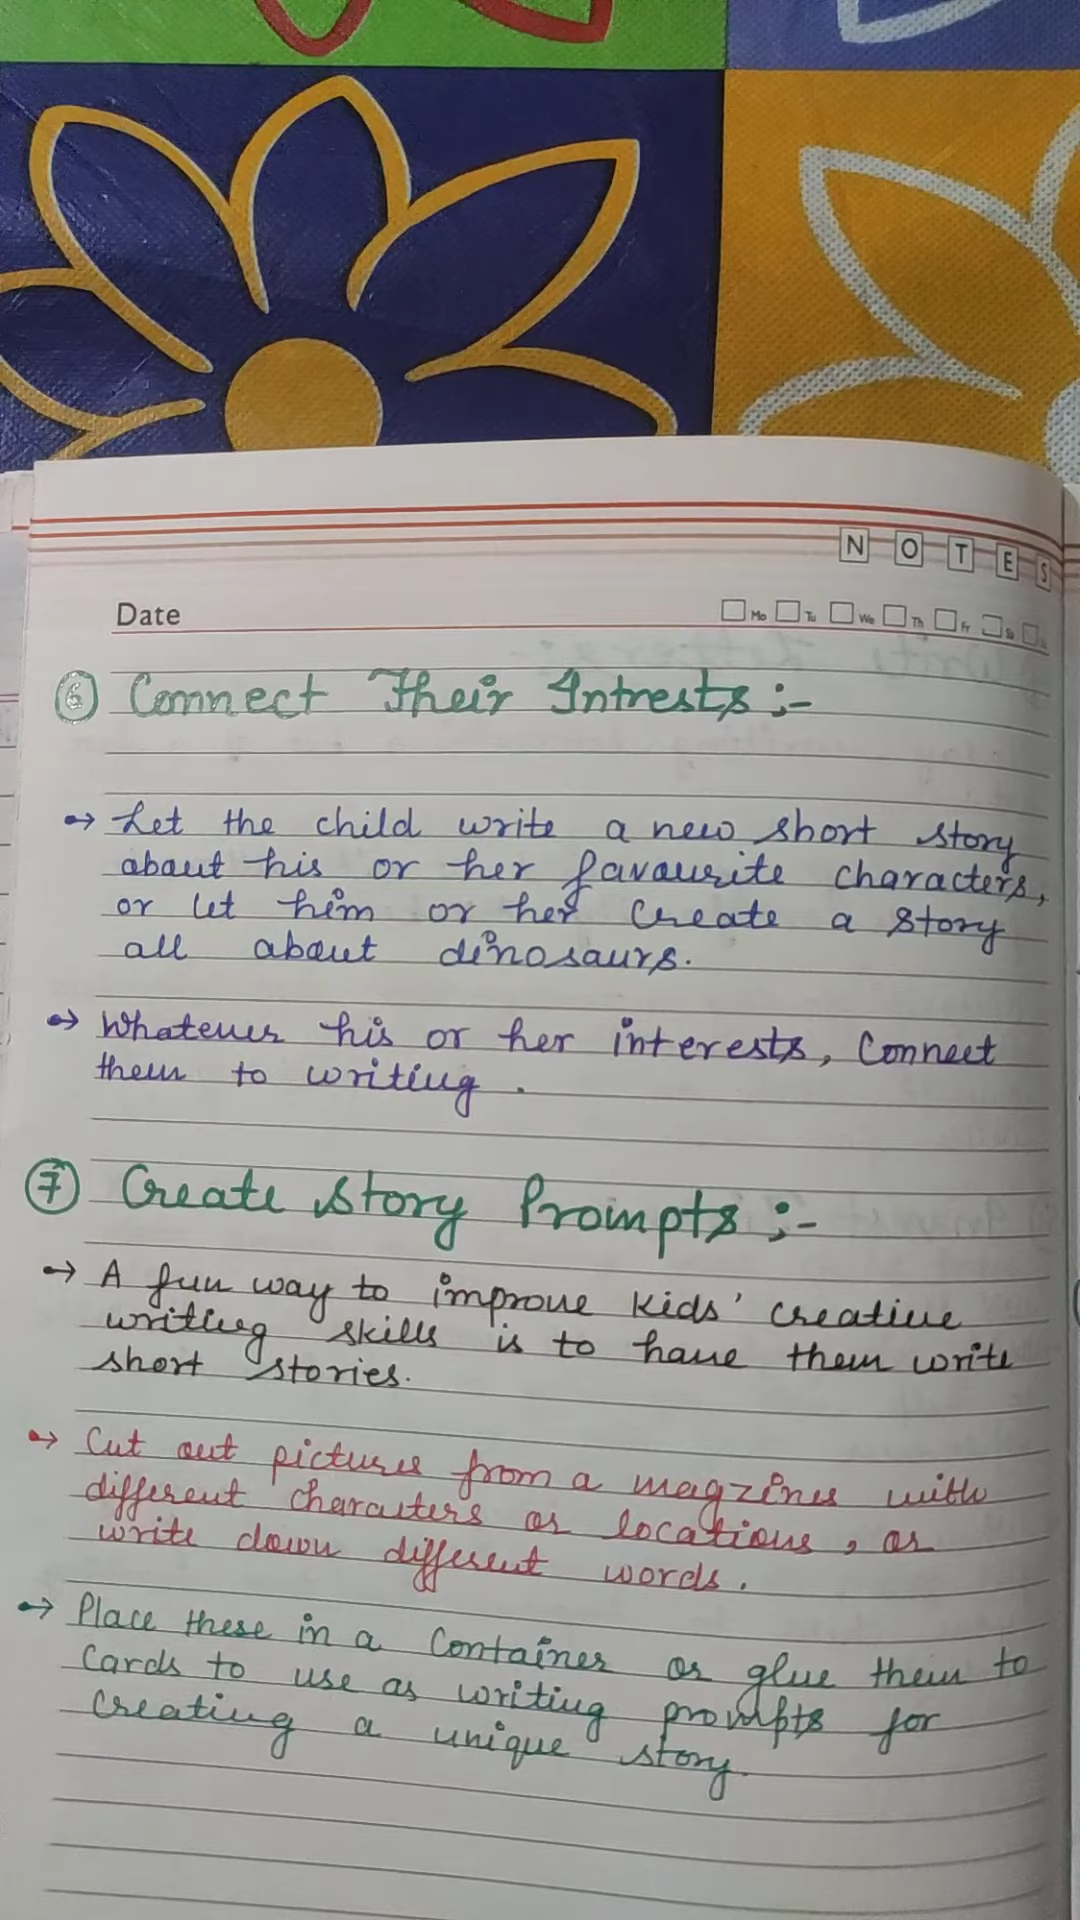 NOTES
Date Mo Tu We Th Fr Sa
6 Connect Their Intrests :-
→ Let the child write a new short story
about his or her favourite characters,
or let him or her create a story
all about dinosaurs.
→ Whatever his or her interests, Connect
them to writing .
7 Create Story Prompts :-
→ A fun way to improve kids' creative
writing skills is to have them write
short stories.
→ Cut out pictures from a magzines with
different characters or locations, or
write down different words.
→ Place these in a container or glue them to
Cards to use as writing prompts for
Creating a unique story.